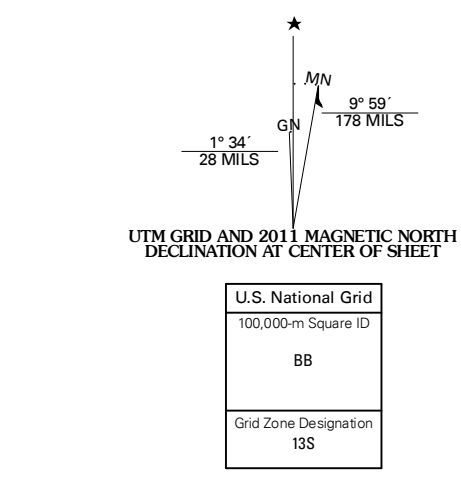 MN
9° 59´
178 MILS
GN
1° 34´
28 MILS
UTM GRID AND 2011 MAGNETIC NORTH
DECLINATION AT CENTER OF SHEET
U.S. National Grid
100,000-m Square ID
BB
Grid Zone Designation
13S